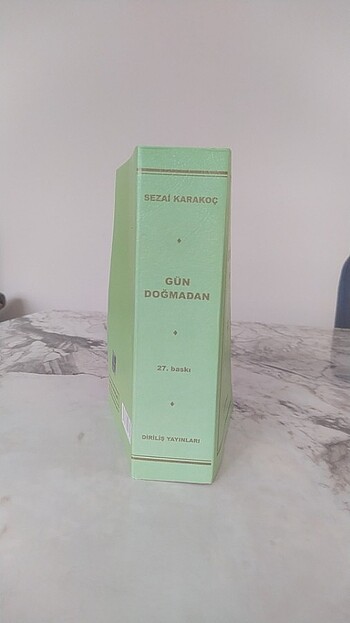 SEZAİ KARAKOÇ
GÜN
DOĞMADAN
27. baskı
DİRİLİŞ YAYINLARI